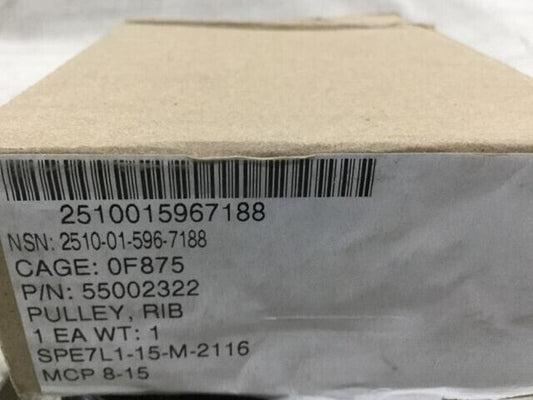 2510015967188
NSN: 2510-01-596-7188
CAGE: 0F875
P/N: 55002322
PULLEY, RIB
1 EA WT: 1
SPE7L1-15-M-2116
MCP 8-15